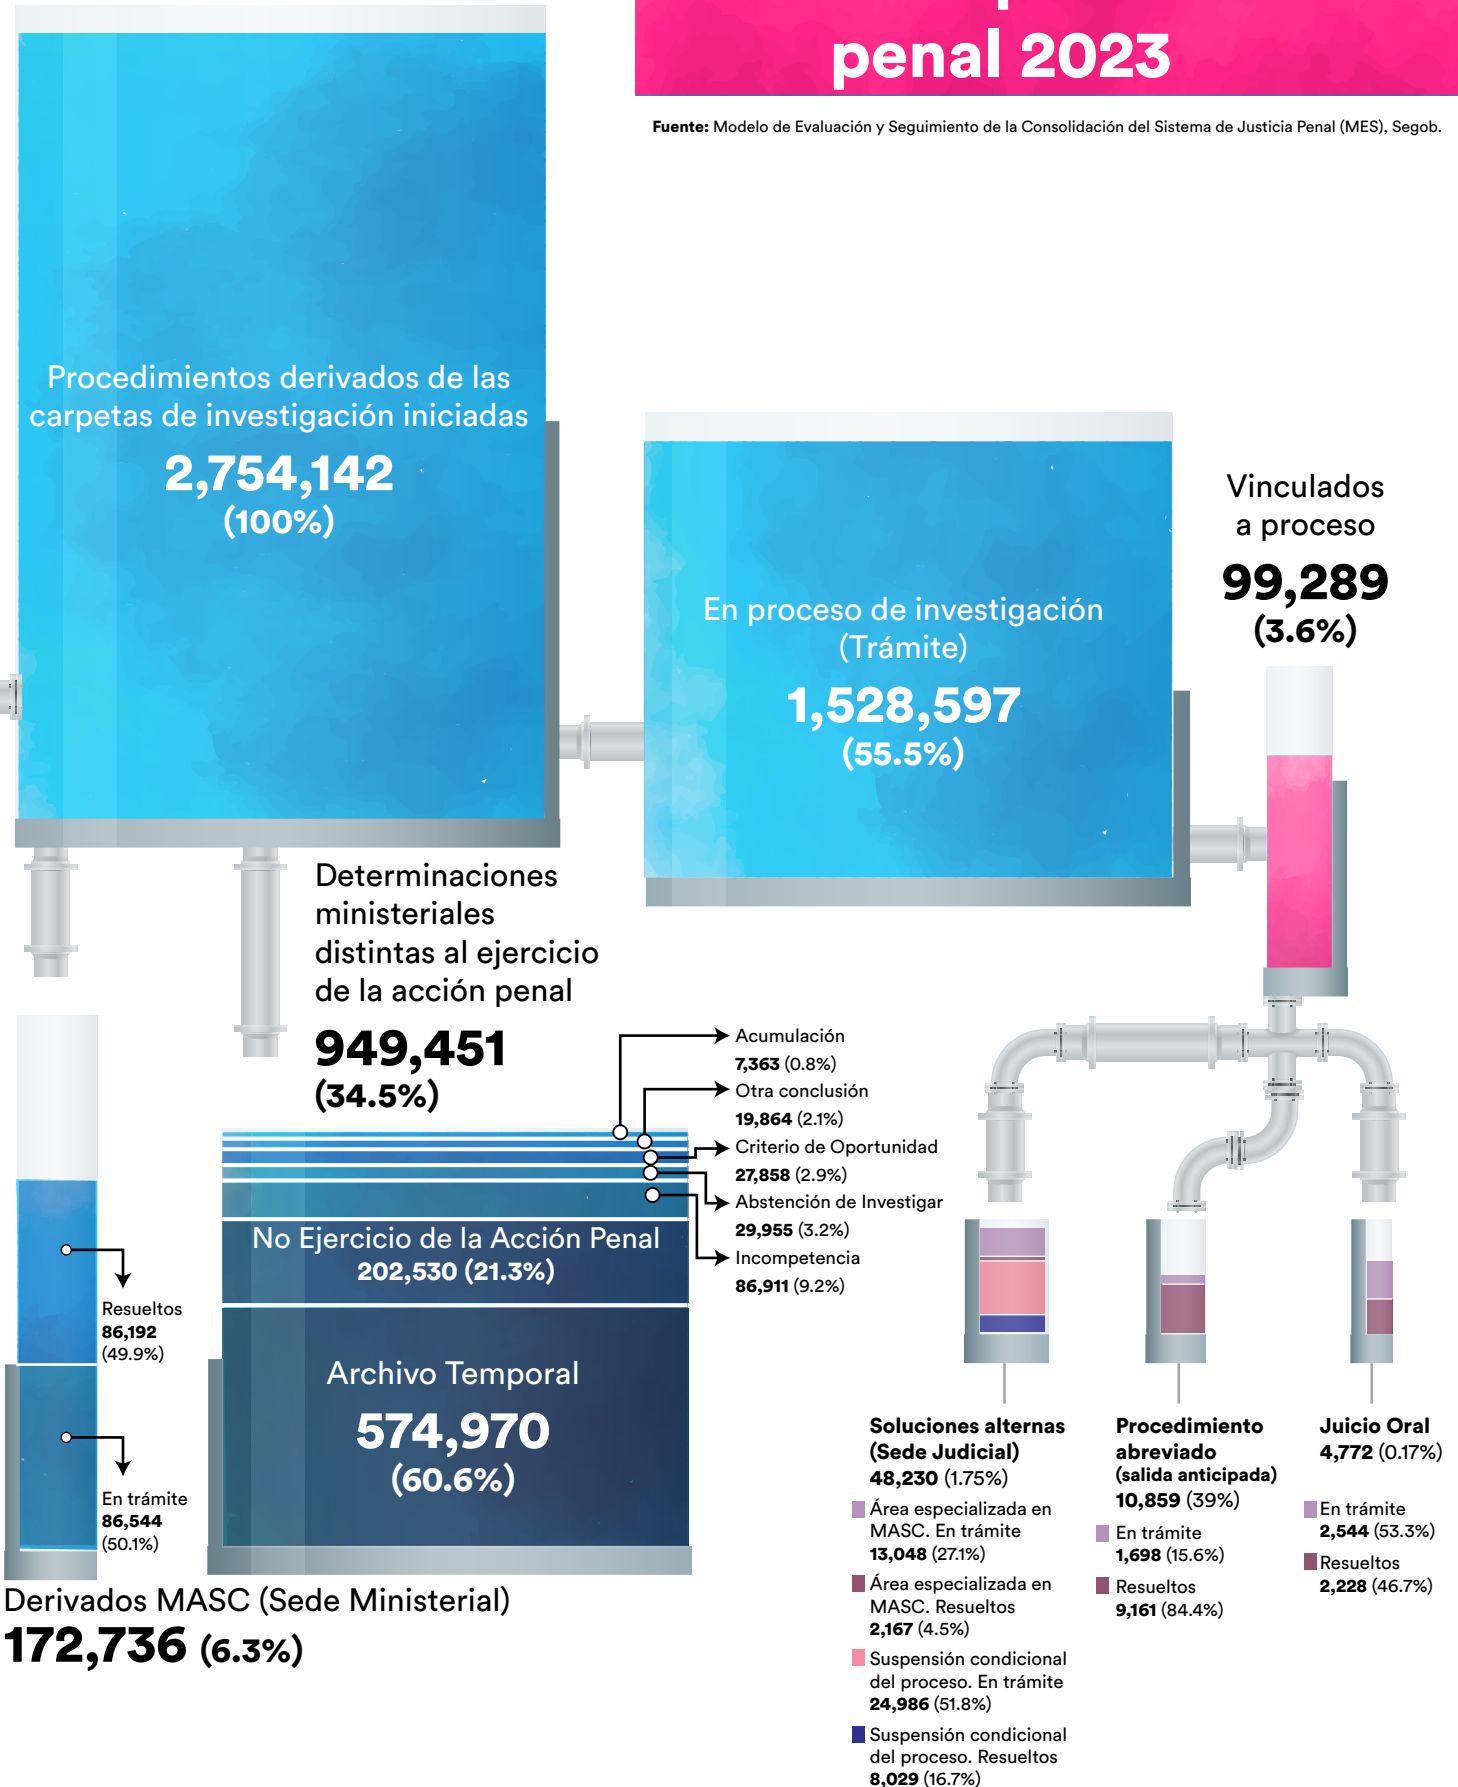 penal 2023
Fuente: Modelo de Evaluación y Seguimiento de la Consolidación del Sistema de Justicia Penal (MES), Segob.
Procedimientos derivados de las
carpetas de investigación iniciadas
2,754,142
(100%)
En proceso de investigación
(Trámite)
1,528,597
(55.5%)
Vinculados
a proceso
99,289
(3.6%)
Determinaciones
ministeriales
distintas al ejercicio
de la acción penal
949,451
(34.5%)
Acumulación
7,363 (0.8%)
Otra conclusión
19,864 (2.1%)
Criterio de Oportunidad
27,858 (2.9%)
Abstención de Investigar
29,955 (3.2%)
Incompetencia
86,911 (9.2%)
No Ejercicio de la Acción Penal
202,530 (21.3%)
Archivo Temporal
574,970
(60.6%)
Resueltos
86,192
(49.9%)
En trámite
86,544
(50.1%)
Derivados MASC (Sede Ministerial)
172,736 (6.3%)
Soluciones alternas
(Sede Judicial)
48,230 (1.75%)
Área especializada en
MASC. En trámite
13,048 (27.1%)
Área especializada en
MASC. Resueltos
2,167 (4.5%)
Suspensión condicional
del proceso. En trámite
24,986 (51.8%)
Suspensión condicional
del proceso. Resueltos
8,029 (16.7%)
Procedimiento
abreviado
(salida anticipada)
10,859 (39%)
En trámite
1,698 (15.6%)
Resueltos
9,161 (84.4%)
Juicio Oral
4,772 (0.17%)
En trámite
2,544 (53.3%)
Resueltos
2,228 (46.7%)